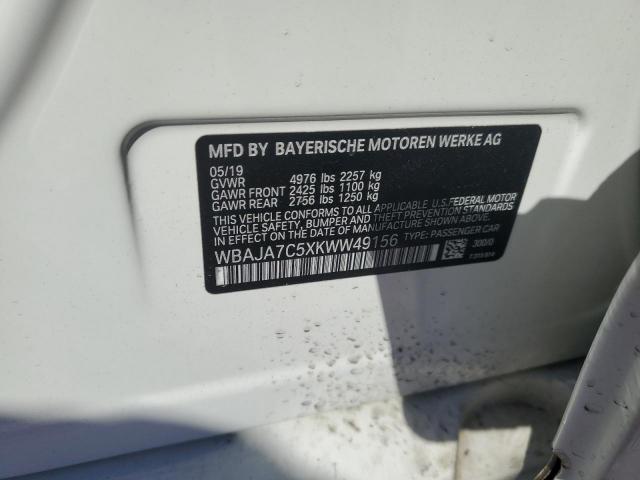 MFD BY BAYERISCHE MOTOREN WERKE AG
05/19
GVWR 4976 lbs 2257 kg
GAWR FRONT 2425 lbs 1100 kg
GAWR REAR 2756 lbs 1250 kg
THIS VEHICLE CONFORMS TO ALL APPLICABLE U.S.FEDERAL MOTOR
VEHICLE SAFETY, BUMPER AND THEFT PREVENTION STANDARDS
IN EFFECT ON THE DATE OF MANUFACTURE SHOWN ABOVE.
WBAJA7C5XKWW49156 TYPE: PASSENGER CAR
300/0